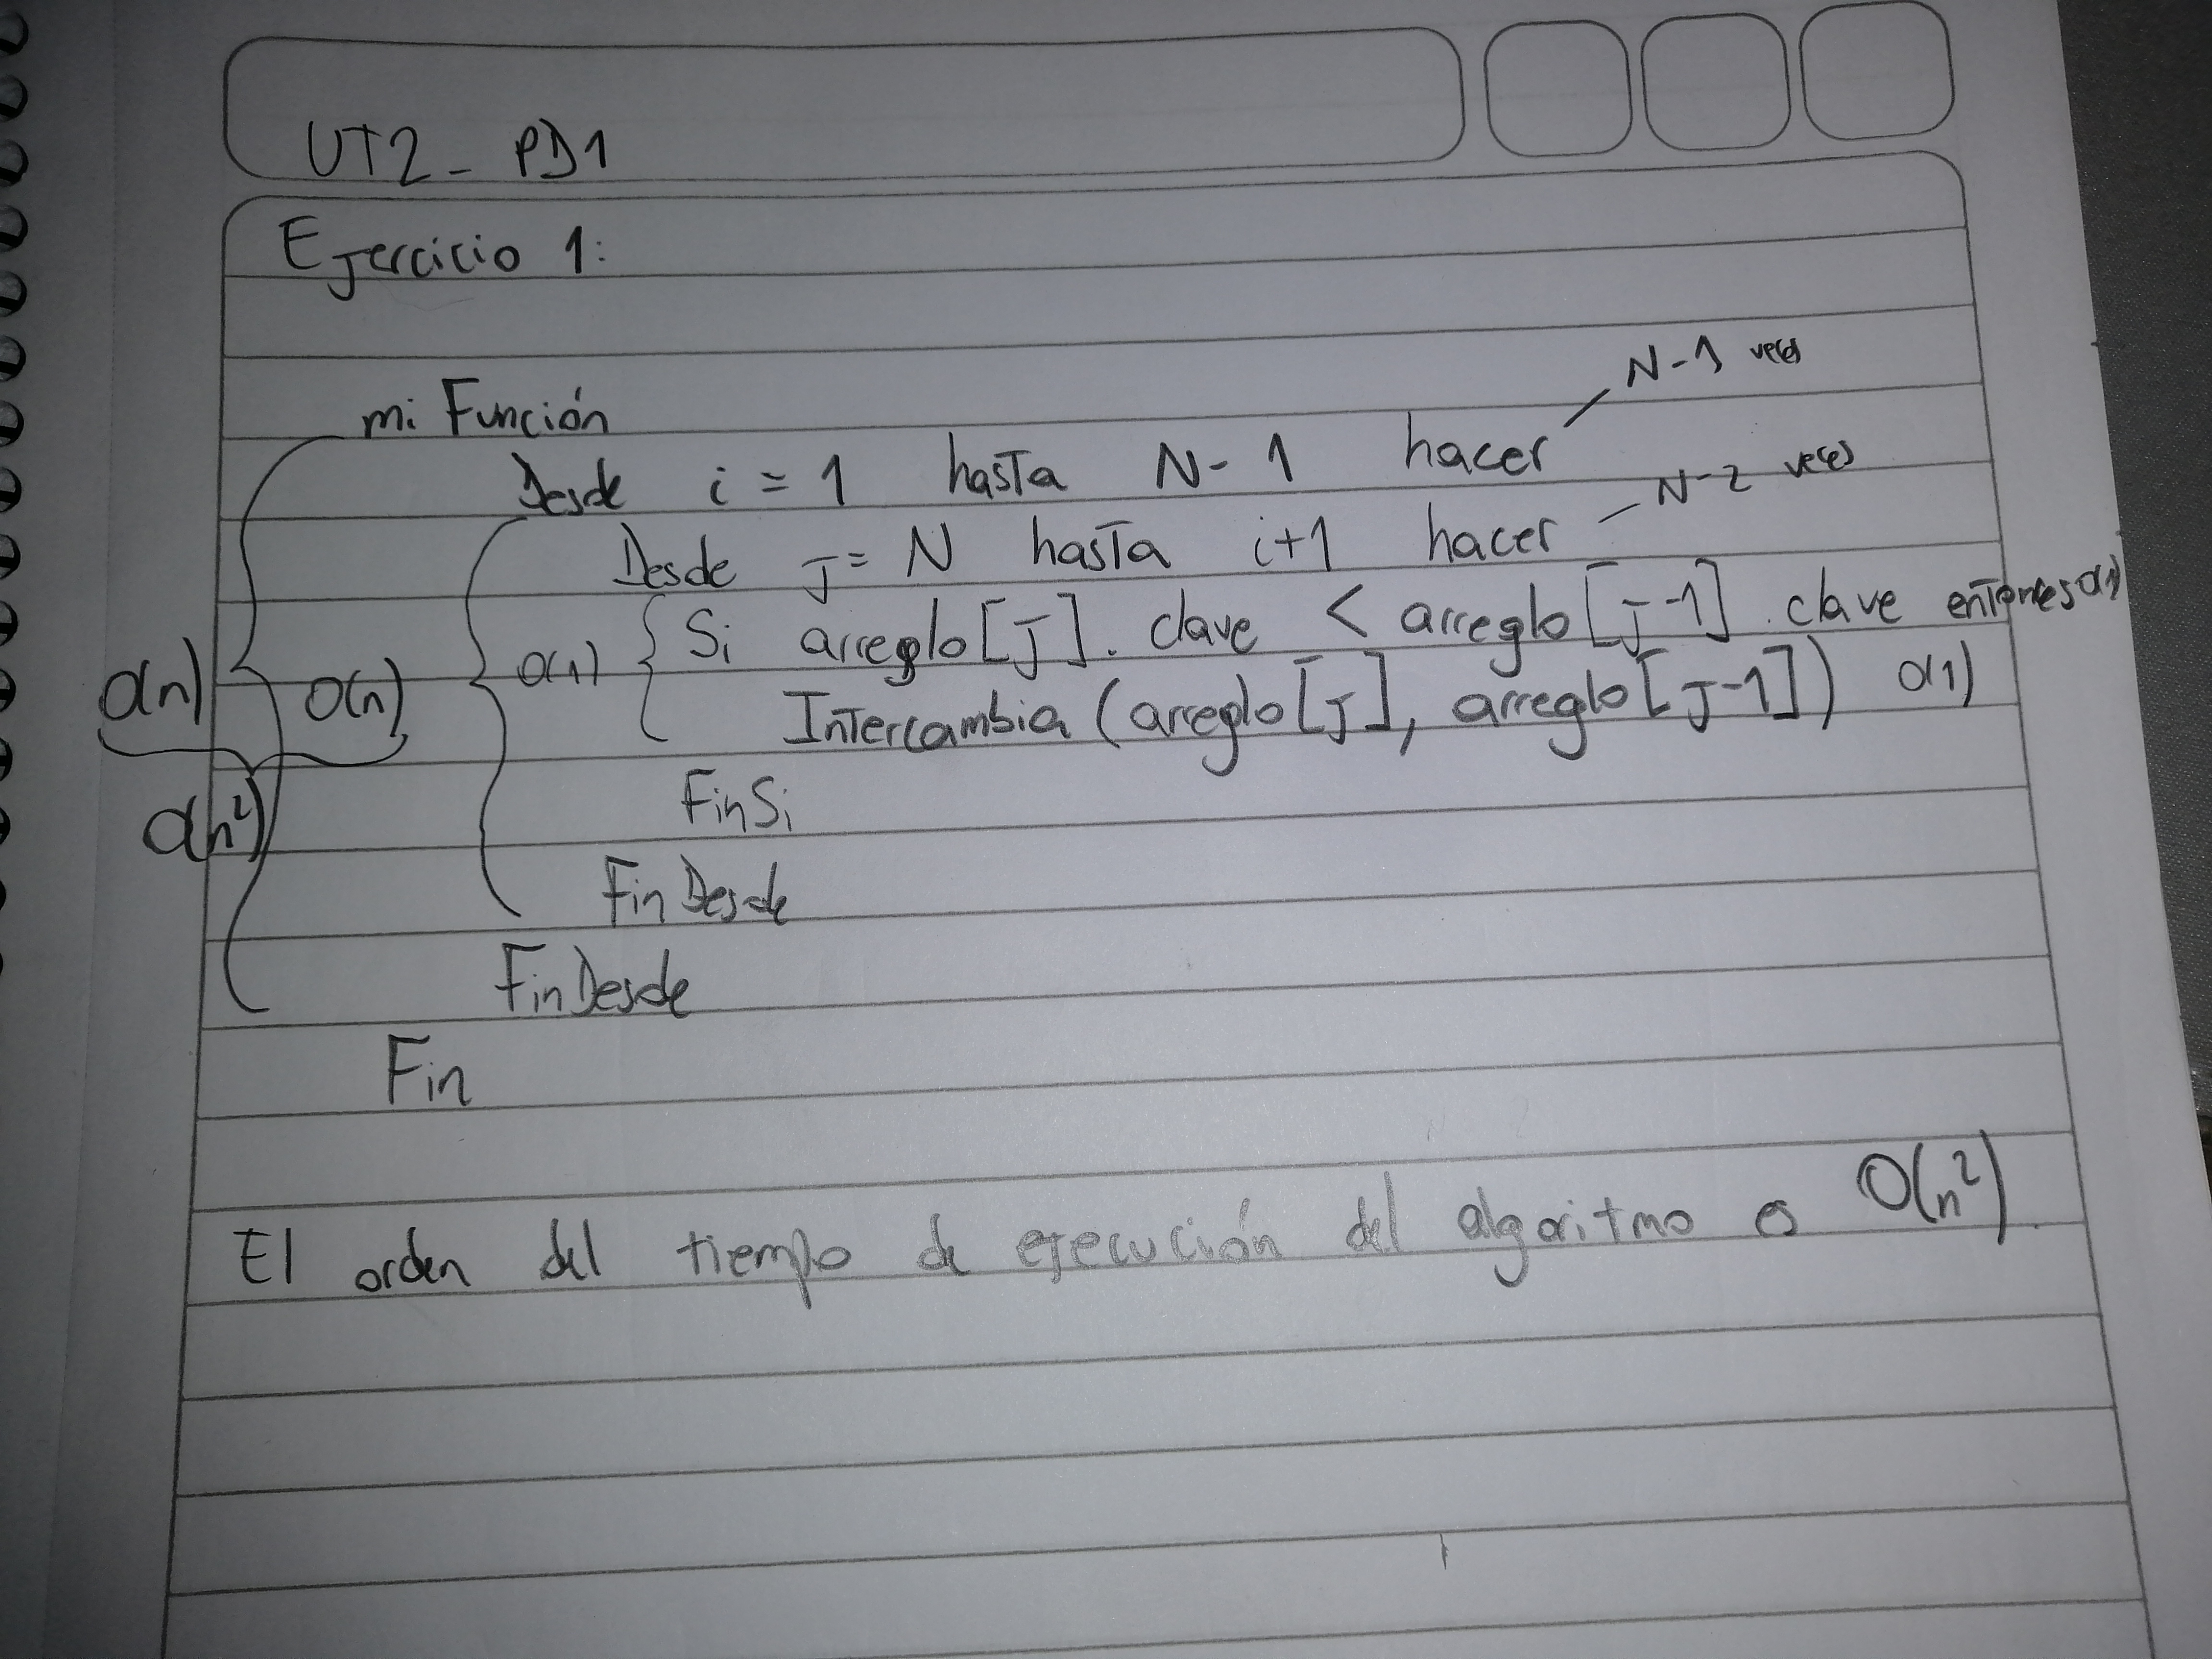 UT2 - PD1
Ejercicio 1:
N-1 veces
mi Función
Desde i = 1 hasta N-1 hacer
N-2 veces
Desde j = N hasta i+1 hacer
O(1) Si arreglo[j].clave < arreglo[j-1].clave entonces O(1)
O(n) O(n)
Intercambia (arreglo[j], arreglo[j-1]) O(1)
O(n²)
FinSi
Fin Desde
Fin Desde
Fin
El orden del tiempo de ejecución del algoritmo es O(n²).